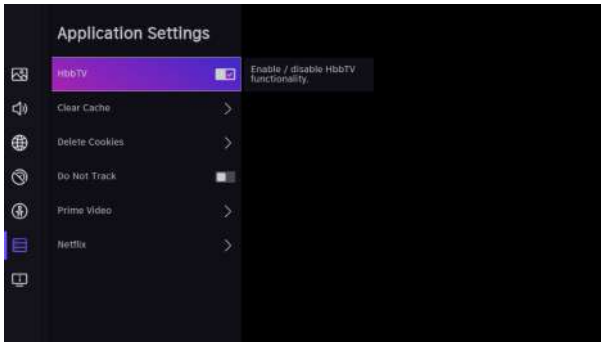 Application Settings
HbbTV
Enable / disable HbbTV
functionality.
Clear Cache
Delete Cookies
Do Not Track
Prime Video
Netflix